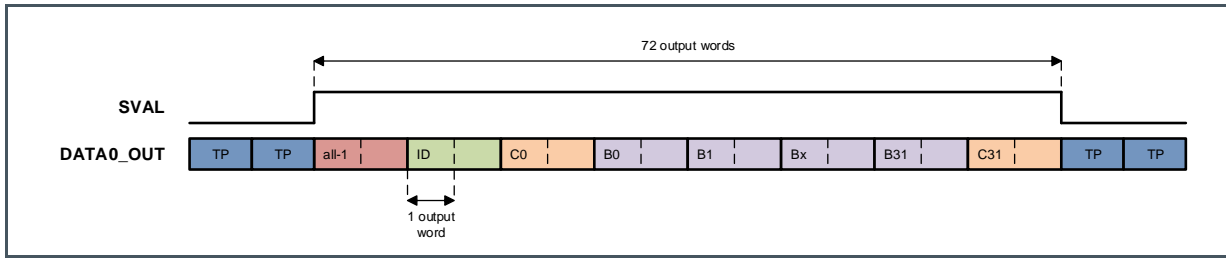 72 output words
SVAL
DATA0_OUT TP TP all-1 ID C0 B0 B1 Bx B31 C31 TP TP
1 output
word